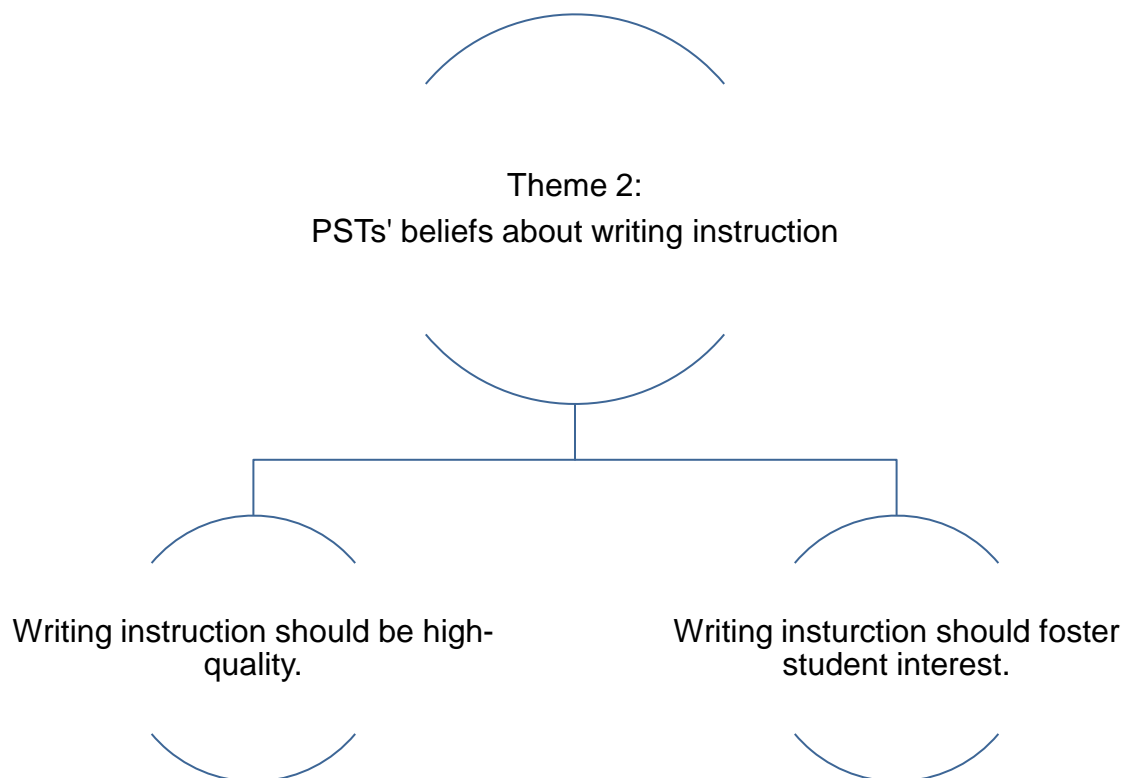 Theme 2:
PSTs' beliefs about writing instruction
Writing instruction should be high-
quality.
Writing insturction should foster
student interest.